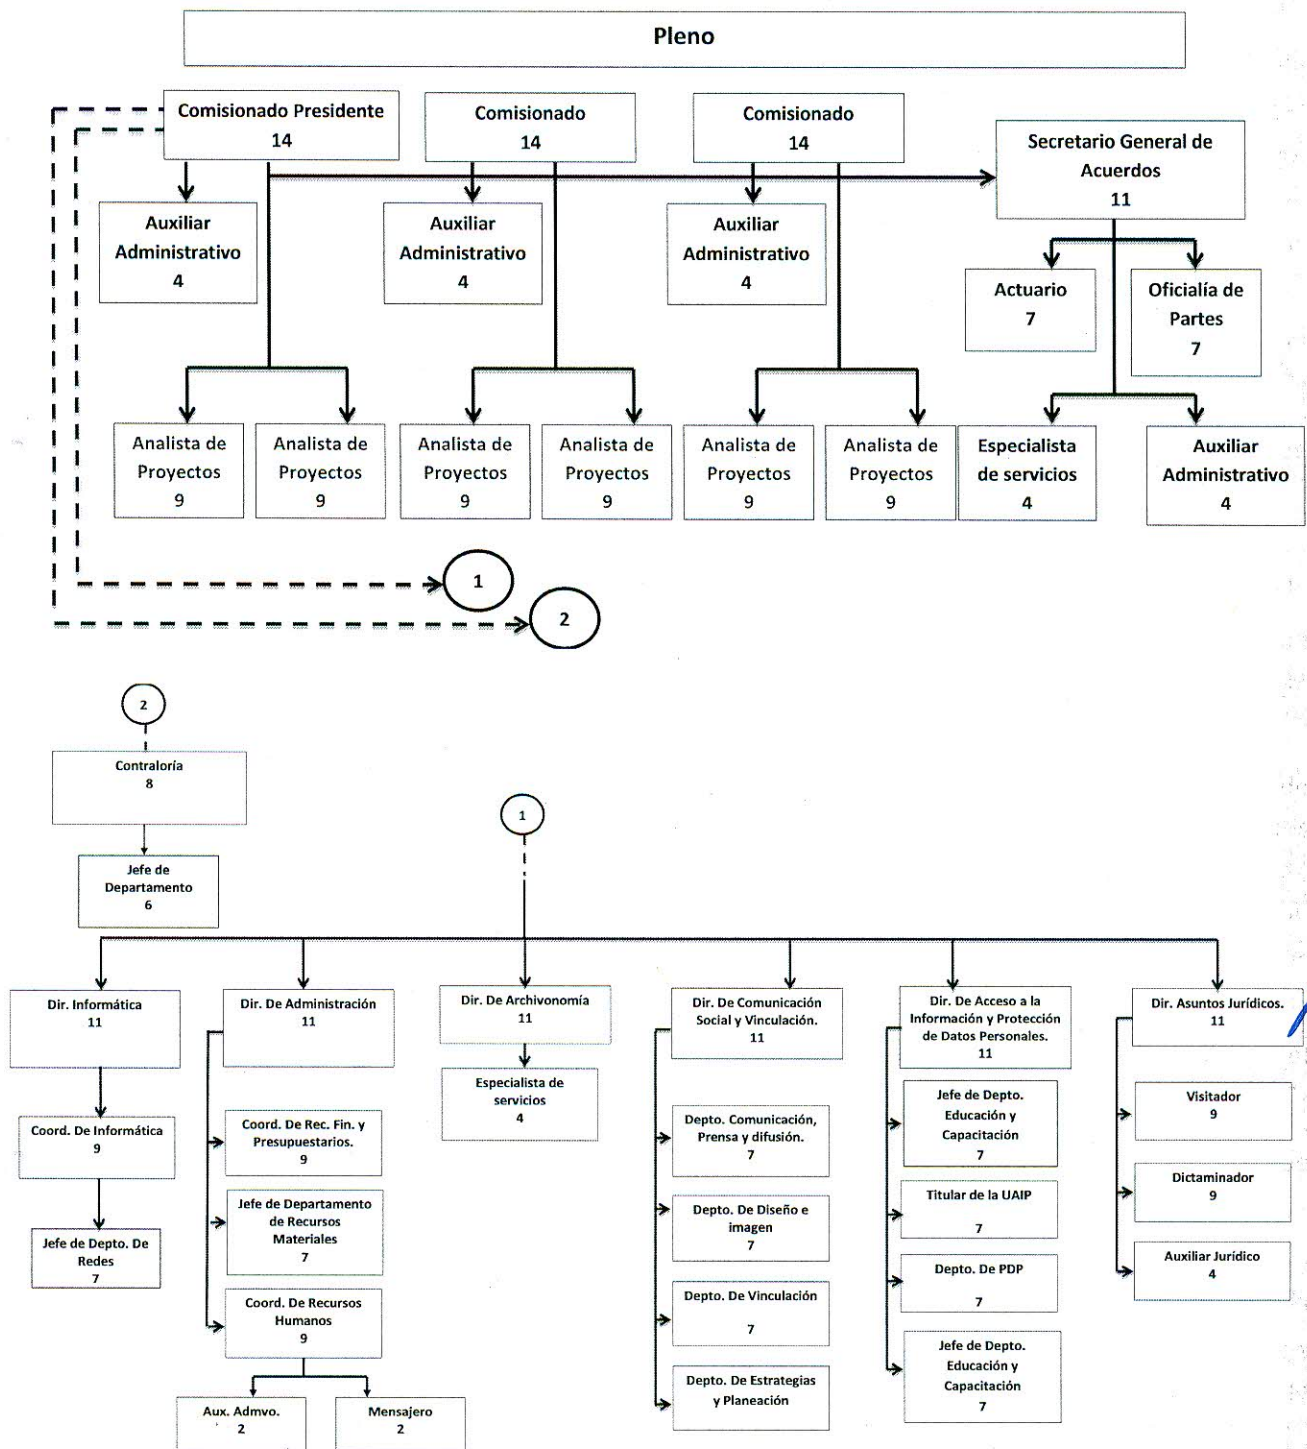 Pleno
Comisionado Presidente
14
Comisionado
14
Comisionado
14
Secretario General de
Acuerdos
11
Auxiliar
Administrativo
4
Auxiliar
Administrativo
4
Auxiliar
Administrativo
4
Actuario
7
Oficialía de
Partes
7
Analista de
Proyectos
9
Analista de
Proyectos
9
Analista de
Proyectos
9
Analista de
Proyectos
9
Analista de
Proyectos
9
Analista de
Proyectos
9
Especialista
de servicios
4
Auxiliar
Administrativo
4
1
2
2
Contraloría
8
Jefe de
Departamento
6
1
Dir. Informática
11
Coord. De Informática
9
Jefe de Depto. De
Redes
7
Dir. De Administración
11
Coord. De Rec. Fin. y
Presupuestarios.
9
Jefe de Departamento
de Recursos
Materiales
7
Coord. De Recursos
Humanos
9
Aux. Admvo.
2
Mensajero
2
Dir. De Archivonomía
11
Especialista de
servicios
4
Dir. De Comunicación
Social y Vinculación.
11
Depto. Comunicación,
Prensa y difusión.
7
Depto. De Diseño e
imagen
7
Depto. De Vinculación
7
Depto. De Estrategias
y Planeación
Dir. De Acceso a la
Información y Protección
de Datos Personales.
11
Jefe de Depto.
Educación y
Capacitación
7
Titular de la UAIP
7
Depto. De PDP
7
Jefe de Depto.
Educación y
Capacitación
7
Dir. Asuntos Jurídicos.
11
Visitador
9
Dictaminador
9
Auxiliar Jurídico
4